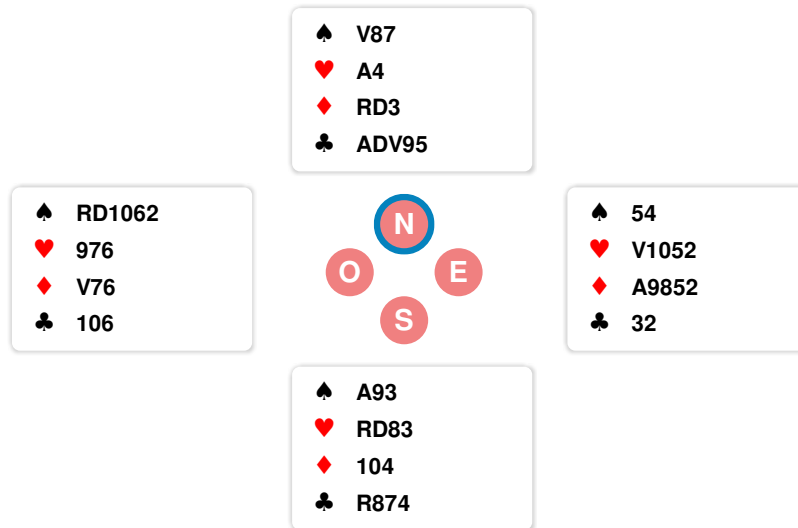 ♠ V87
♥ A4
♦ RD3
♣ ADV95
♠ RD1062
♥ 976
♦ V76
♣ 106
N
O E
S
♠ 54
♥ V1052
♦ A9852
♣ 32
♠ A93
♥ RD83
♦ 104
♣ R874